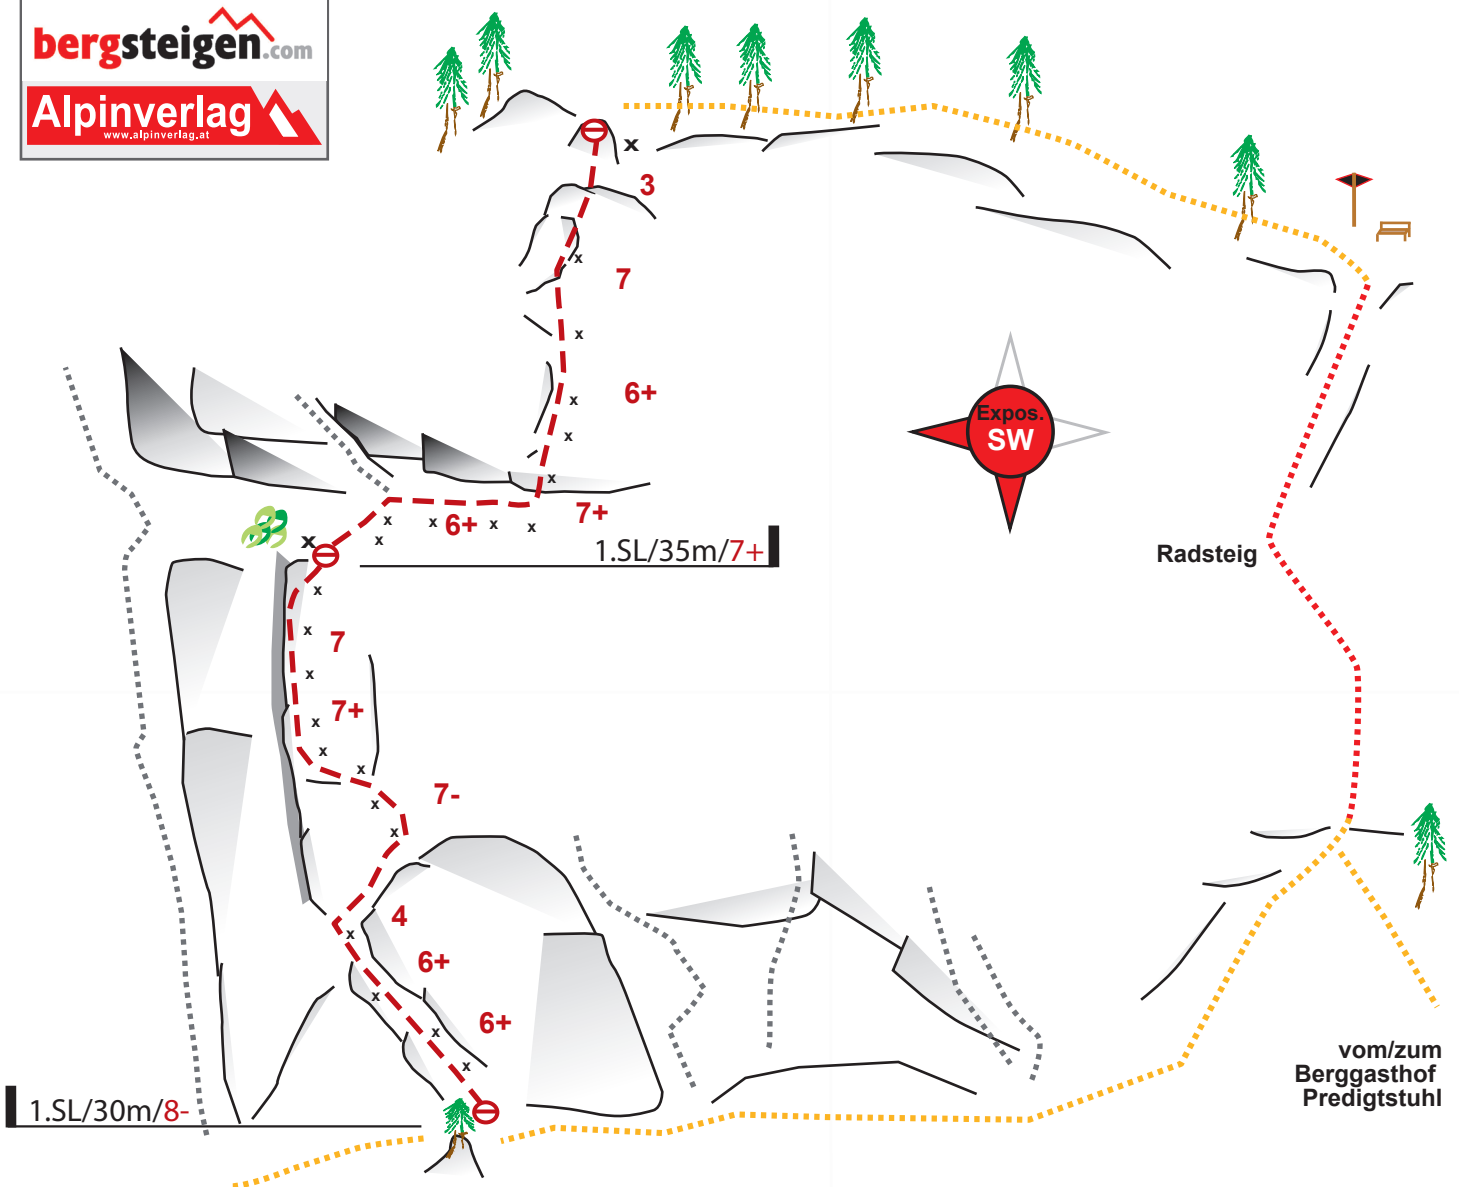 bergsteigen.com
Alpinverlag
www.alpinverlag.at
x
3
x
7
x
6+
x
x
x
Expos.
SW
x
x
6+
x
x
7+
x
x
1.SL/35m/7+
Radsteig
x
x
7
x
7+
x
x
x
7-
x
x
4
x
6+
x
6+
x
x
vom/zum
Berggasthof
Predigtstuhl
1.SL/30m/8-